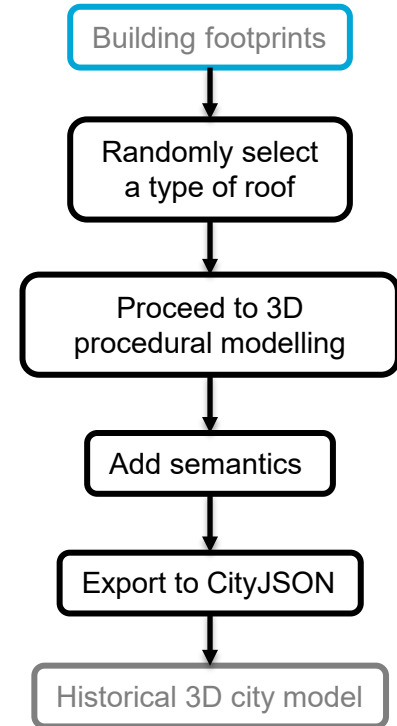 Building footprints
Randomly select
a type of roof
Proceed to 3D
procedural modelling
Add semantics
Export to CityJSON
Historical 3D city model